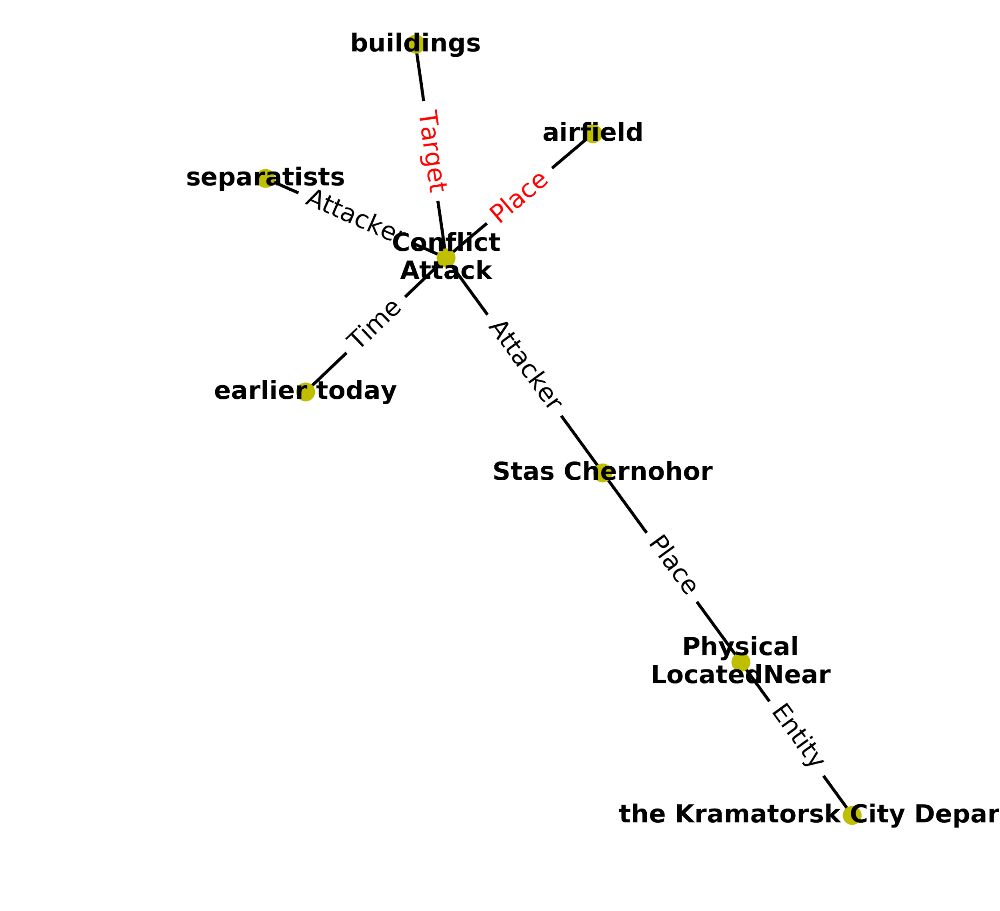 buildings
airfield
Target
Place
separatists
Attacker
Conflict
Attack
Time
earlier today
Attacker
Stas Chernohor
Place
Physical
LocatedNear
Entity
the Kramatorsk City Depar